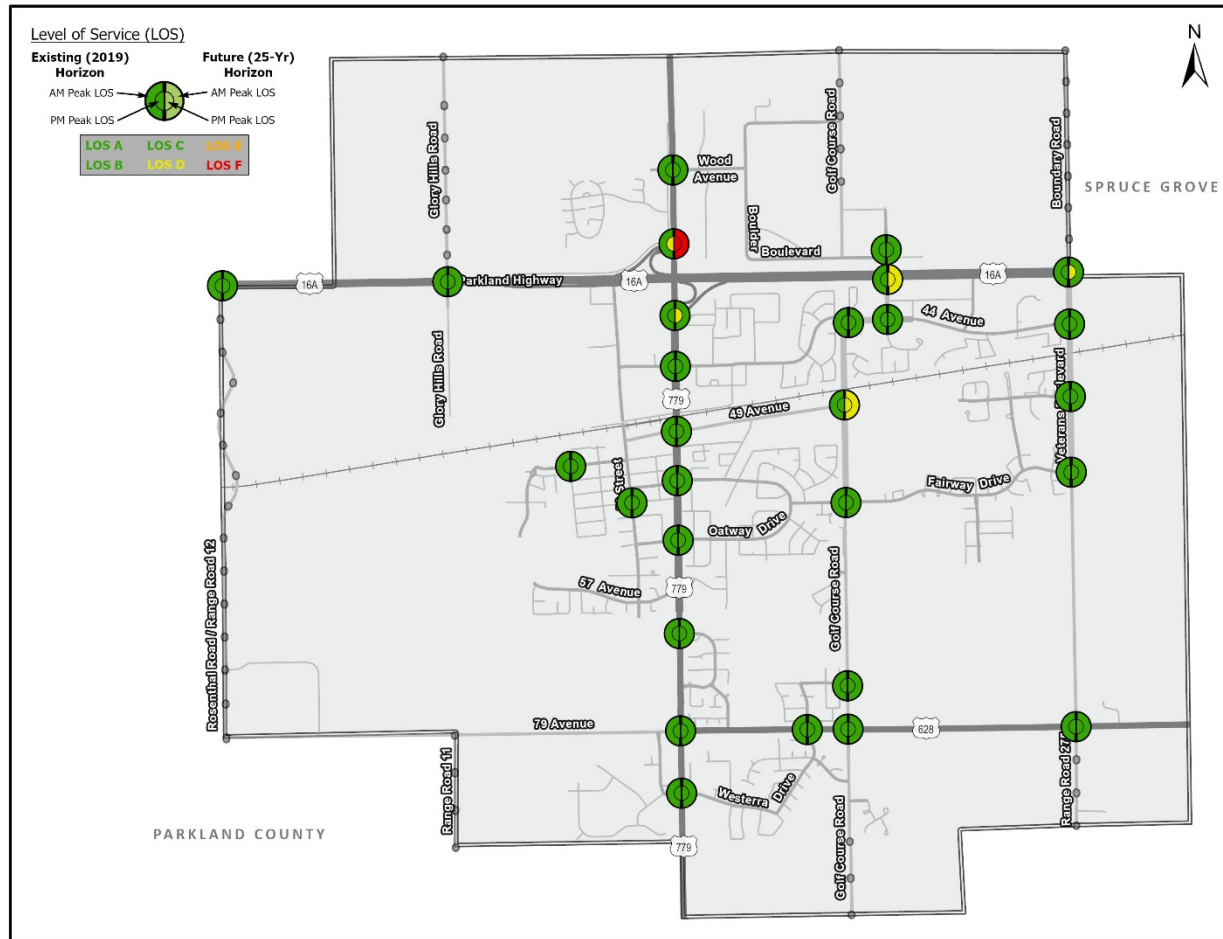 Level of Service (LOS)
Existing (2019)
Horizon
Future (25-Yr)
Horizon
AM Peak LOS
AM Peak LOS
PM Peak LOS
PM Peak LOS
LOS A LOS C LOS E
LOS B LOS D LOS F
N
Glory Hills Road
Wood
Avenue
Golf Course Road
Boundary Road
SPRUCE GROVE
Boulder
Boulevard
16A
Parkland Highway
16A
16A
44 Avenue
Glory Hills Road
779
49 Avenue
Veterans Boulevard
Street
Fairway Drive
Oatway Drive
57 Avenue
779
Golf Course Road
Rosenthal Road / Range Road 12
79 Avenue
628
Range Road 11
Range Road 27
Westerra Drive
Golf Course Road
PARKLAND COUNTY
779